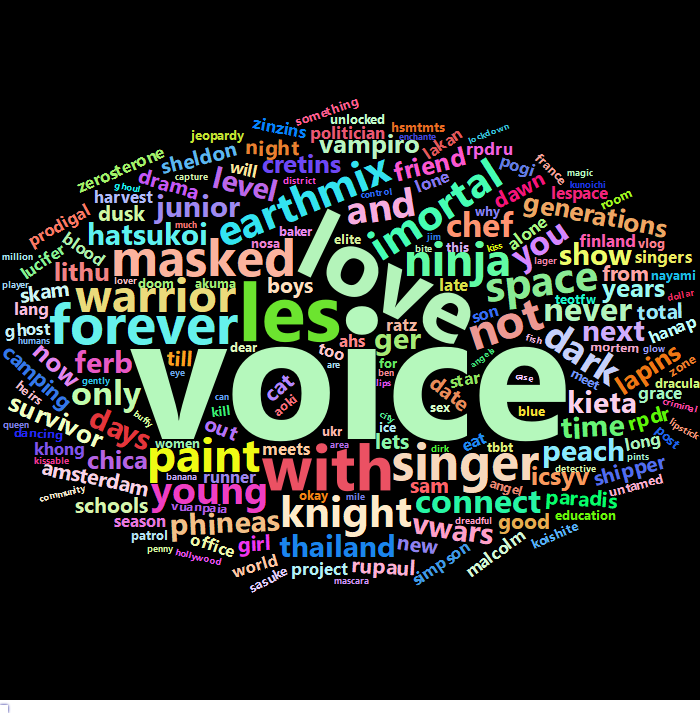 something
unlocked
hsmtmts
enchante
lockdown
zinzins
politician
jeopardy
night
vampiro
lakan
rpdru
zerosterone
sheldon
cretins
friend
pogi
france
magic
capture
will
ghoul
drama
level
district
earthmix
control
lone
dawn
lespace
kunoichi
room
harvest
junior
and
imortal
why
alone
generations
prodigal
dusk
much
baker
chef
you
finland
vlog
blood
hatsukoi
nosa
elite
jim
this
kiss
show
singers
million
lucifer
lithu
masked
love
bite
ninja
lager
from
nayami
player
skam
doom
akuma
lover
boys
late
space
years
dollar
lang
warrior
les
son
teotfw
never
total
ghost
humans
forever
ratz
not
next
hanap
camping
now
ferb
till
dear
too
ahs
ger
fish
dark
mortem
glow
zone
voice
are
for
angels
lapins
dracula
heirs
gently
eye
cat
ben
lips
date
star
case
meet
grace
criminal
only
can
aoki
sex
blue
kieta
survivor
days
buffy
kill
out
city
ice
time
rpdr
post
lipstick
queen
dancing
khong
kissable
chica
women
ukr
lets
dirk
eat
tbbt
peach
long
pints
paint
area
meets
singer
detective
shipper
amsterdam
banana
runner
with
angel
icsyv
untamed
community
schools
young
okay
mile
sam
connect
paradis
season
vuanpaia
phineas
knight
vwars
dreadful
good
education
patrol
office
girl
thailand
new
koishite
penny
hollywood
world
sasuke
project
rupaul
mascara
simpson
malcolm